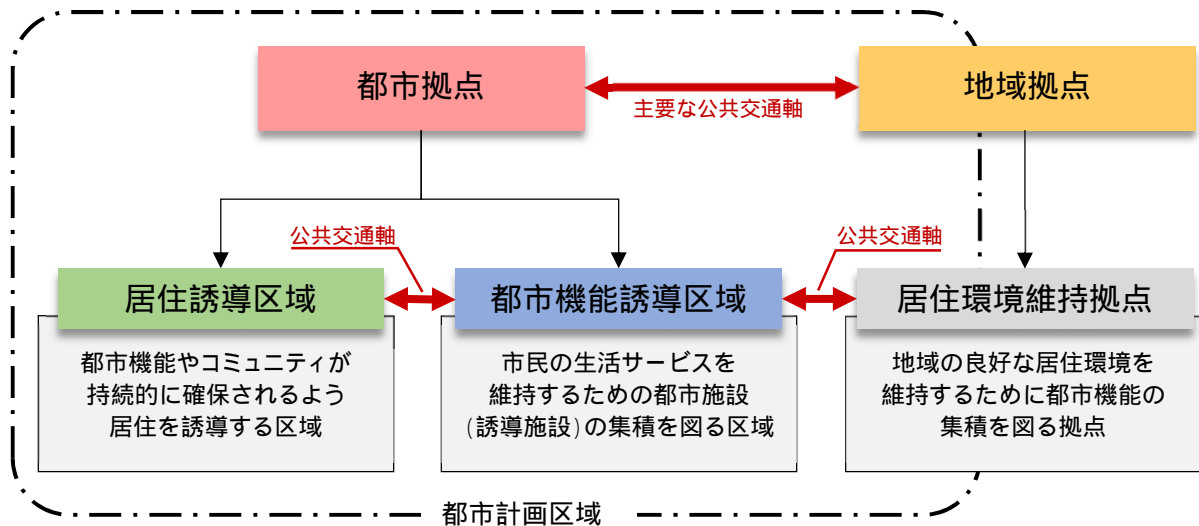 都市拠点
主要な公共交通軸
地域拠点
公共交通軸
公共交通軸
居住誘導区域
都市機能やコミュニティが
持続的に確保されるよう
居住を誘導する区域
都市機能誘導区域
市民の生活サービスを
維持するための都市施設
(誘導施設)の集積を図る区域
居住環境維持拠点
地域の良好な居住環境を
維持するために都市機能の
集積を図る拠点
都市計画区域